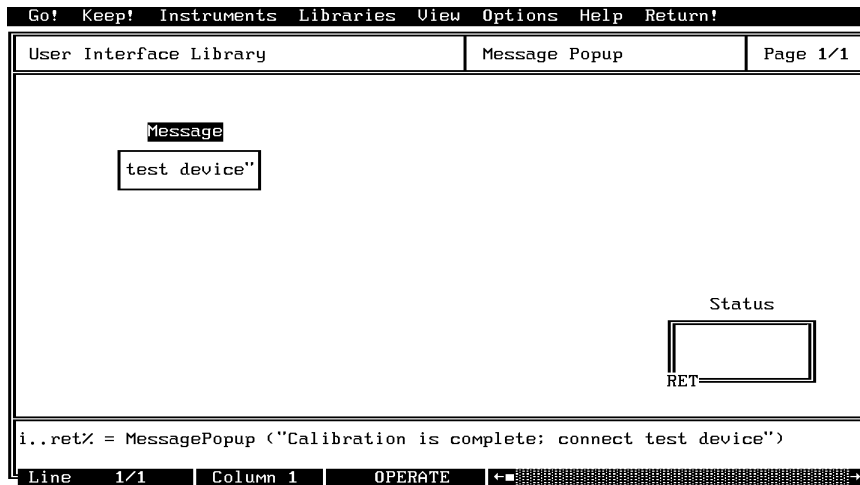 Go! Keep! Instruments Libraries View Options Help Return!
User Interface Library Message Popup Page 1/1
Message
test device"
Status
RET
i..ret% = MessagePopup ("Calibration is complete; connect test device")
Line 1/1 Column 1 OPERATE